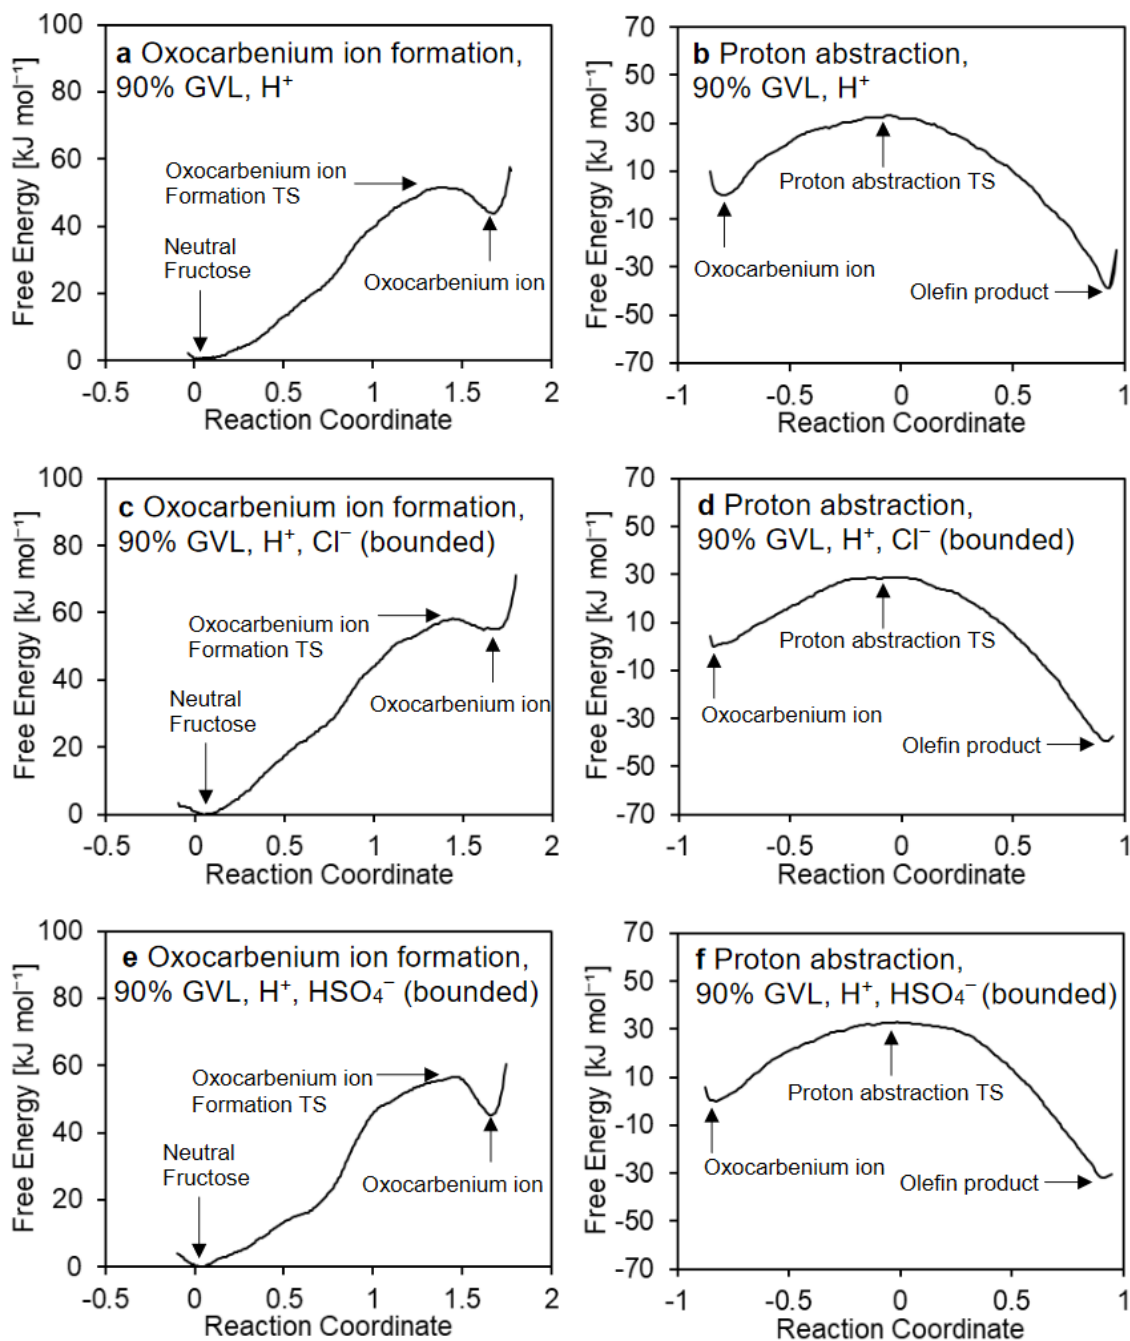 a Oxocarbenium ion formation,
90% GVL, H⁺
Free Energy [kJ mol⁻¹]
100
80
60
40
20
0
Oxocarbenium ion
Formation TS
Neutral
Fructose
Oxocarbenium ion
-0.5
0
0.5
1
1.5
2
Reaction Coordinate
b Proton abstraction,
90% GVL, H⁺
Free Energy [kJ mol⁻¹]
70
50
30
10
-10
-30
-50
-70
Proton abstraction TS
Oxocarbenium ion
Olefin product
-1
-0.5
0
0.5
1
Reaction Coordinate
c Oxocarbenium ion formation,
90% GVL, H⁺, Cl⁻ (bounded)
Free Energy [kJ mol⁻¹]
100
80
60
40
20
0
Oxocarbenium ion
Formation TS
Neutral
Fructose
Oxocarbenium ion
-0.5
0
0.5
1
1.5
2
Reaction Coordinate
d Proton abstraction,
90% GVL, H⁺, Cl⁻ (bounded)
Free Energy [kJ mol⁻¹]
70
50
30
10
-10
-30
-50
-70
Proton abstraction TS
Oxocarbenium ion
Olefin product
-1
-0.5
0
0.5
1
Reaction Coordinate
e Oxocarbenium ion formation,
90% GVL, H⁺, HSO₄⁻ (bounded)
Free Energy [kJ mol⁻¹]
100
80
60
40
20
0
Oxocarbenium ion
Formation TS
Neutral
Fructose
Oxocarbenium ion
-0.5
0
0.5
1
1.5
2
Reaction Coordinate
f Proton abstraction,
90% GVL, H⁺, HSO₄⁻ (bounded)
Free Energy [kJ mol⁻¹]
70
50
30
10
-10
-30
-50
-70
Proton abstraction TS
Oxocarbenium ion
Olefin product
-1
-0.5
0
0.5
1
Reaction Coordinate